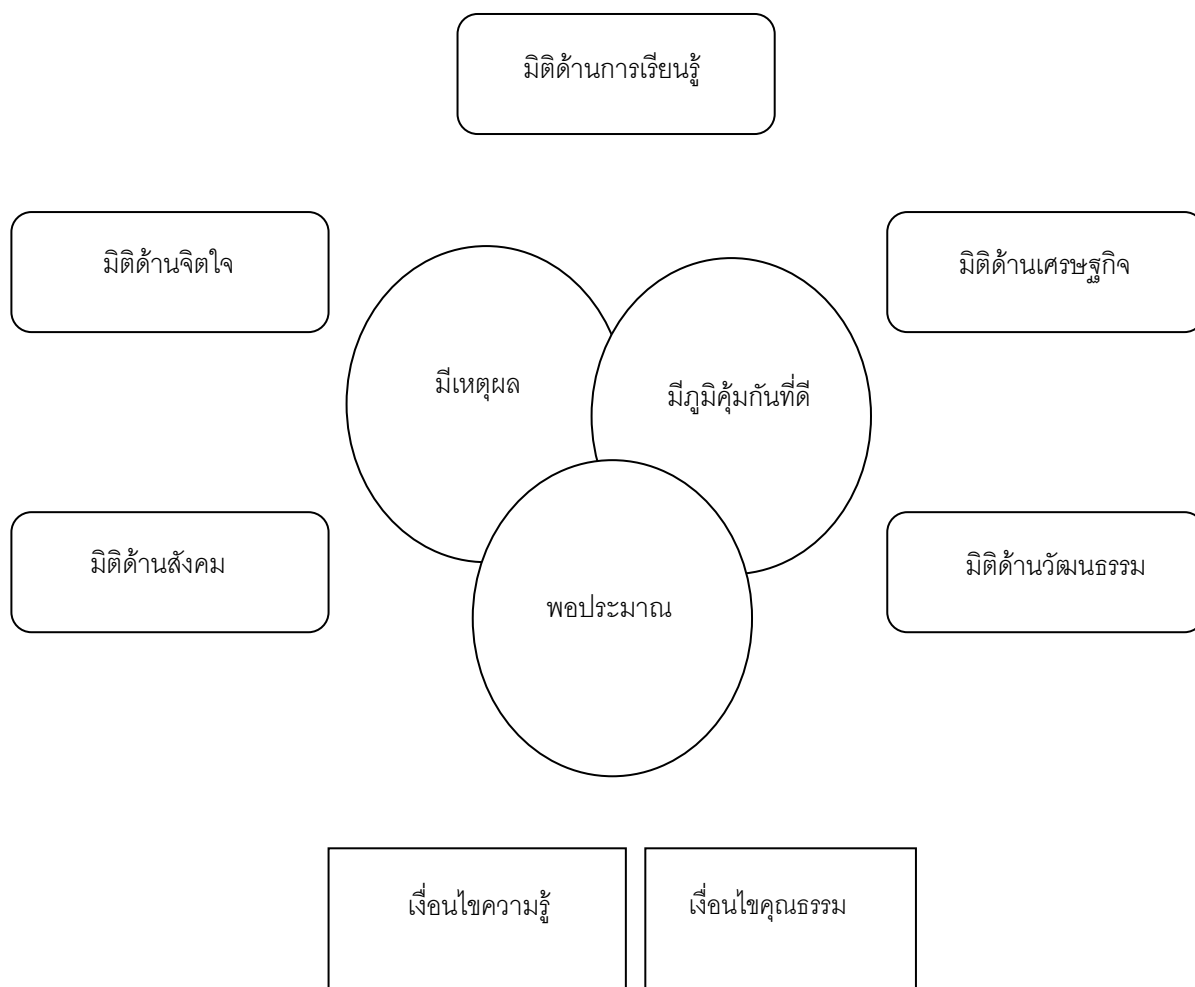 มิติด้านการเรียนรู้
มิติด้านจิตใจ
มิติด้านเศรษฐกิจ
มีเหตุผล
มีภูมิคุ้มกันที่ดี
มิติด้านสังคม
มิติด้านวัฒนธรรม
พอประมาณ
เงื่อนไขความรู้
เงื่อนไขคุณธรรม